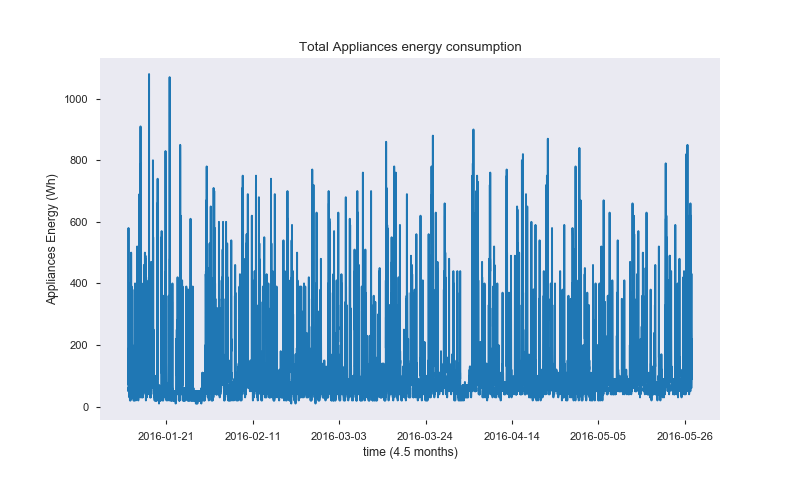 Total Appliances energy consumption
1000
800
600
400
200
0
Appliances Energy (Wh)
2016-01-21 2016-02-11 2016-03-03 2016-03-24 2016-04-14 2016-05-05 2016-05-26
time (4.5 months)